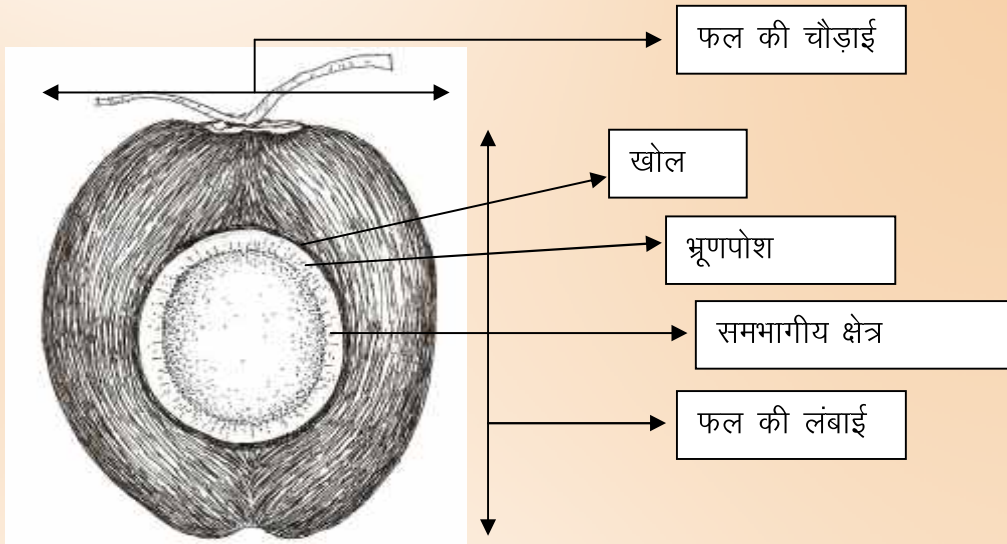 फल की चौड़ाई
खोल
भ्रूणपोश
समभागीय क्षेत्र
फल की लंबाई